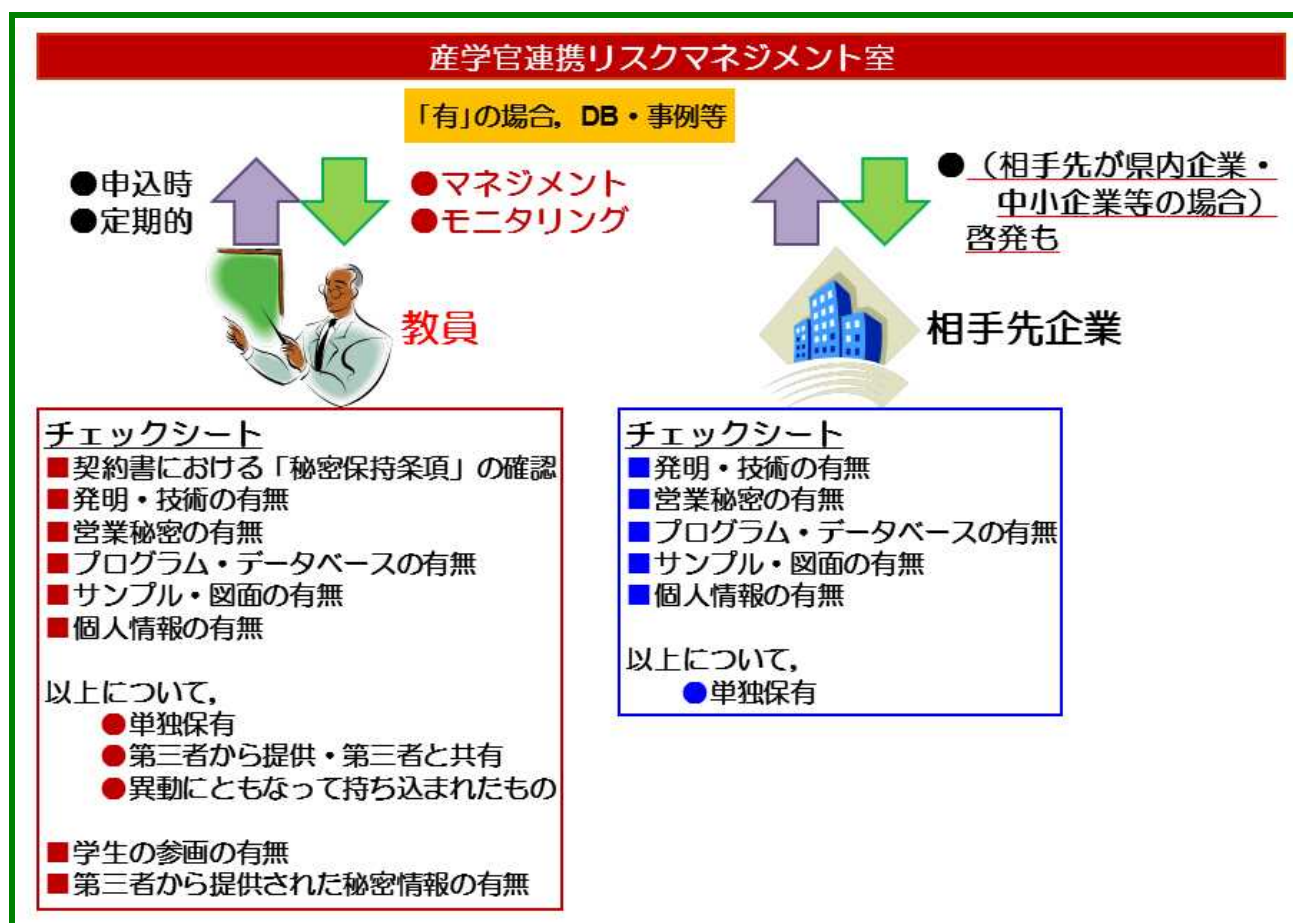 産学官連携リスクマネジメント室
「有」の場合，DB・事例等
●申込時
●定期的
●マネジメント
●モニタリング
●（相手先が県内企業・
中小企業等の場合）
啓発も
教員
相手先企業
チェックシート
■契約書における「秘密保持条項」の確認
■発明・技術の有無
■営業秘密の有無
■プログラム・データベースの有無
■サンプル・図面の有無
■個人情報の有無
以上について，
●単独保有
●第三者から提供・第三者と共有
●異動にともなって持ち込まれたもの
■学生の参画の有無
■第三者から提供された秘密情報の有無
チェックシート
■発明・技術の有無
■営業秘密の有無
■プログラム・データベースの有無
■サンプル・図面の有無
■個人情報の有無
以上について，
●単独保有